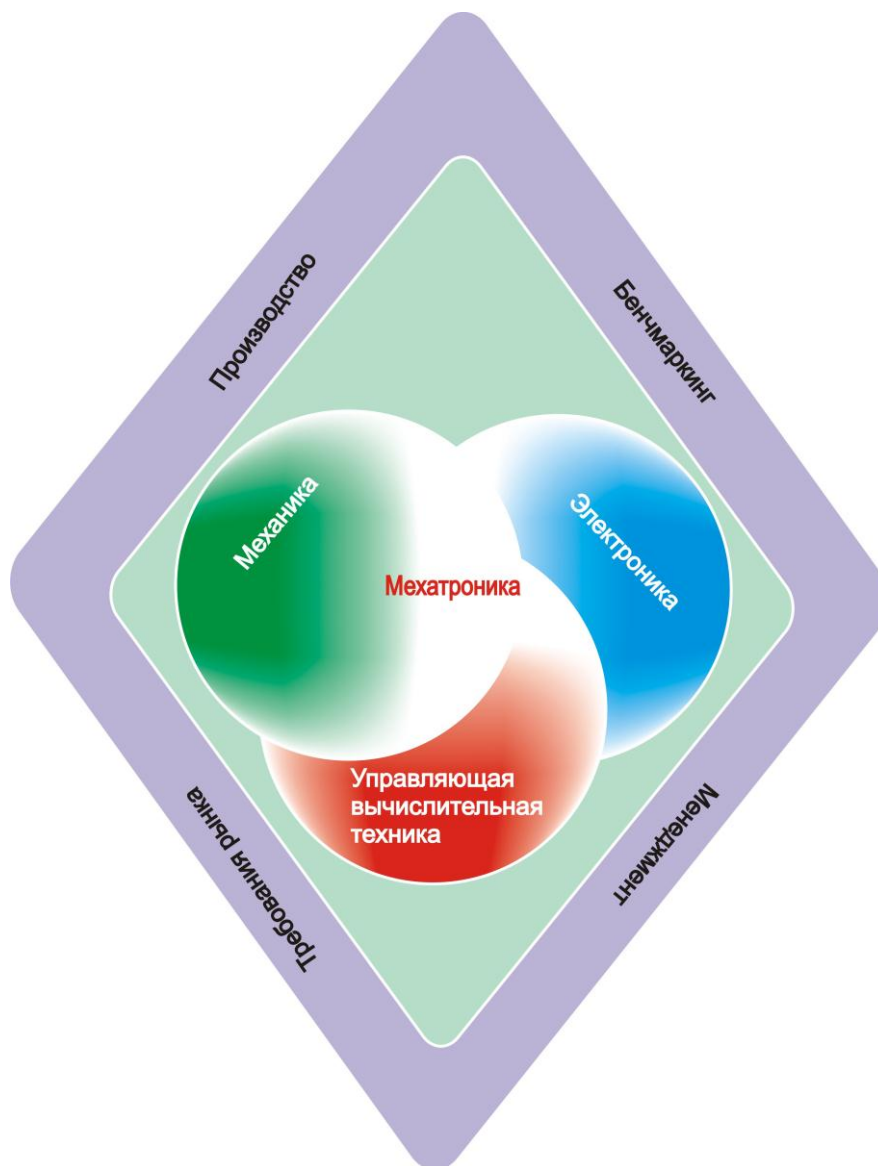 Производство
Бенчмаркинг
Механика
Электроника
Мехатроника
Управляющая
вычислительная
техника
Требования рынка
Менеджмент